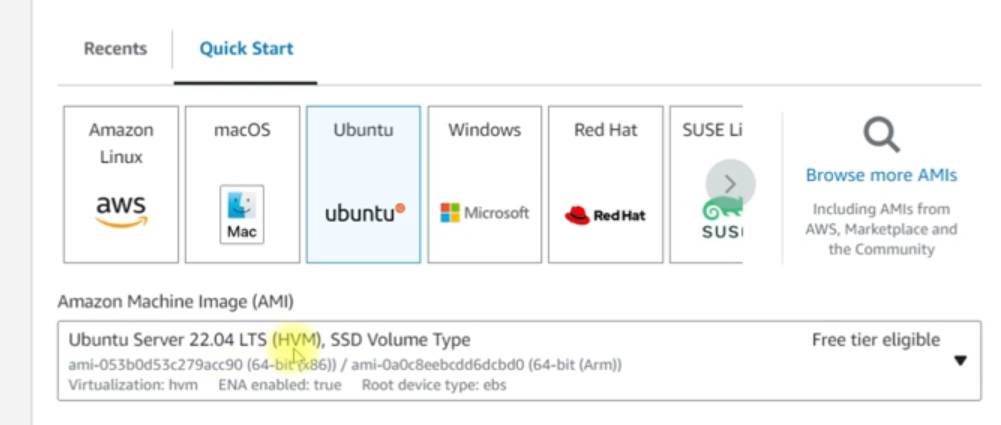 Recents
Quick Start
Amazon
Linux
aws
macOS
Mac
Ubuntu
ubuntu
Windows
Microsoft
Red Hat
RedHat
SUSE Li
SUS
Browse more AMIs
Including AMIs from
AWS, Marketplace and
the Community
Amazon Machine Image (AMI)
Ubuntu Server 22.04 LTS (HVM), SSD Volume Type
Free tier eligible
ami-053b0d53c279acc90 (64-bit (x86)) / ami-0a0c8eebcdd6dcbd0 (64-bit (Arm))
Virtualization: hvm ENA enabled: true Root device type: ebs